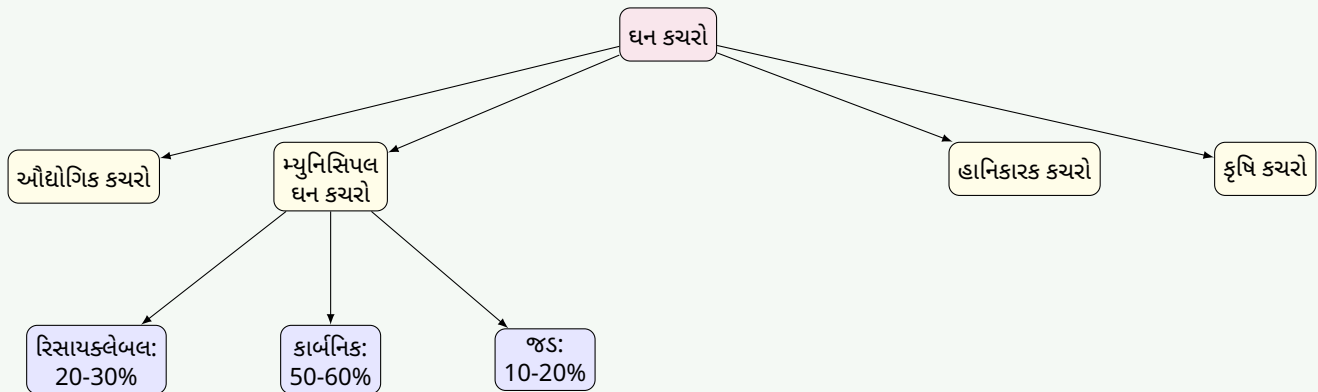 ઘન કચરો
ઔદ્યોગિક કચરો
મ્યુનિસિપલ
ઘન કચરો
હાનિકારક કચરો
કૃષિ કચરો
રિસાયક્લેબલ:
20-30%
કાર્બનિક:
50-60%
જડ:
10-20%